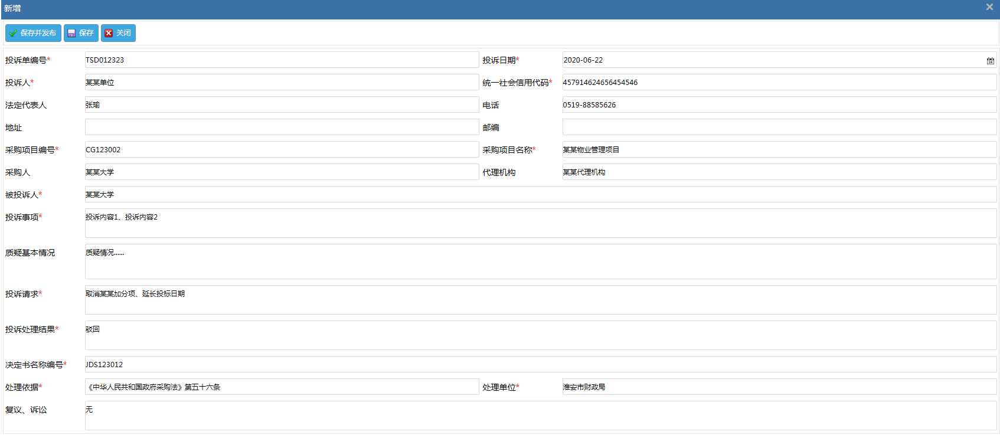 新增
保存并发布 保存 关闭
投诉单编号* TSD012323 投诉日期* 2020-06-22
投诉人* 某某单位 统一社会信用代码* 457914624656454546
法定代表人 张瑜 电话 0519-88585626
地址 邮编
采购项目编号* CG123002 采购项目名称* 某某物业管理项目
采购人 某某大学 代理机构 某某代理机构
被投诉人* 某某大学
投诉事项* 投诉内容1、投诉内容2
质疑基本情况 质疑情况......
投诉请求* 取消某某加分项、延长投标日期
投诉处理结果* 驳回
决定书名称编号* JDS123012
处理依据* 《中华人民共和国政府采购法》第五十六条 处理单位* 淮安市财政局
复议、诉讼 无